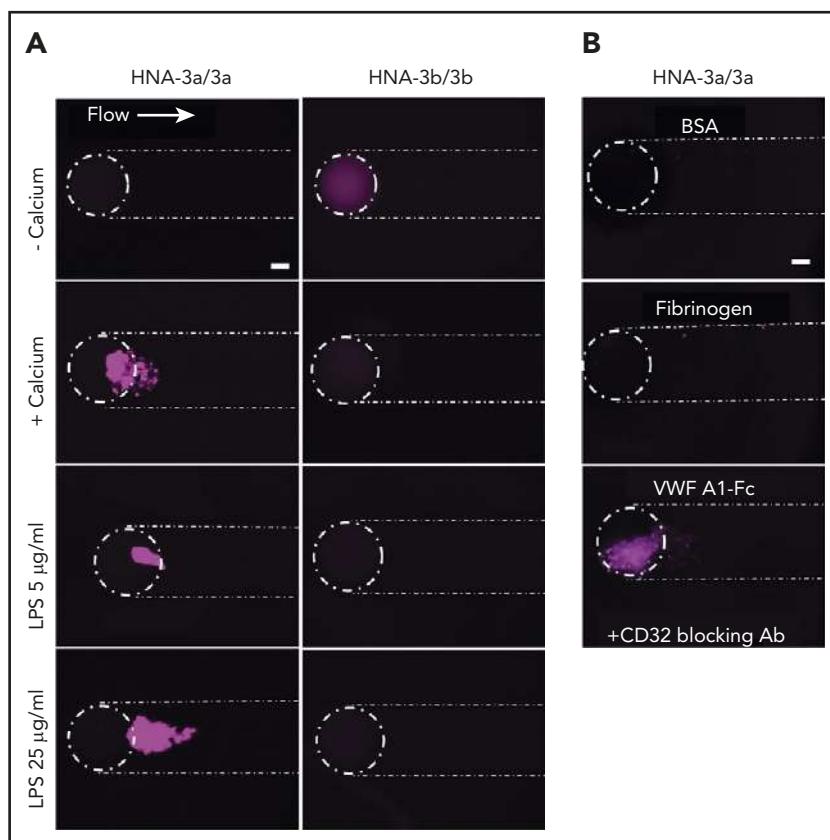 A
B
HNA-3a/3a
HNA-3b/3b
HNA-3a/3a
Flow
BSA
- Calcium
Fibrinogen
+ Calcium
VWF A1-Fc
LPS 5 μg/ml
+CD32 blocking Ab
LPS 25 μg/ml